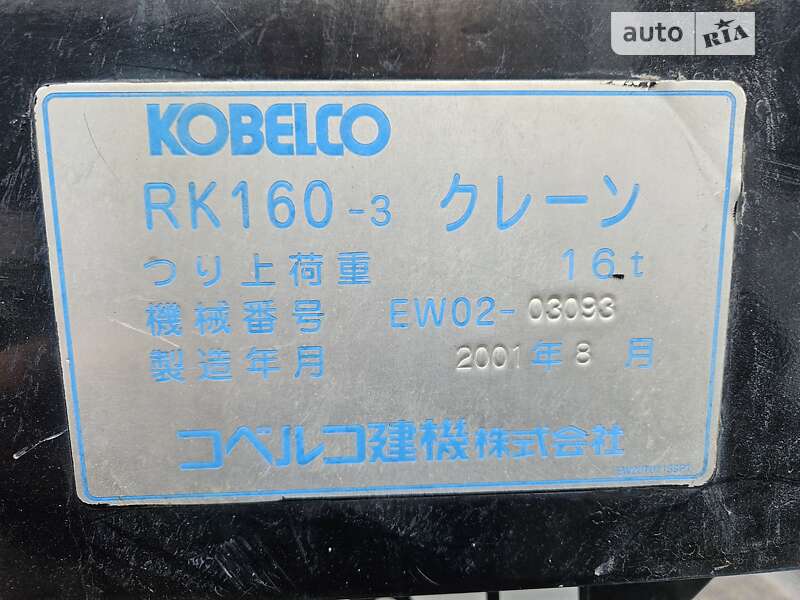 auto RIA
KOBELCO
RK160-3 クレーン
つり上荷重 16t
機械番号 EW02-03093
製造年月 2001年8月
コベルコ建機株式会社